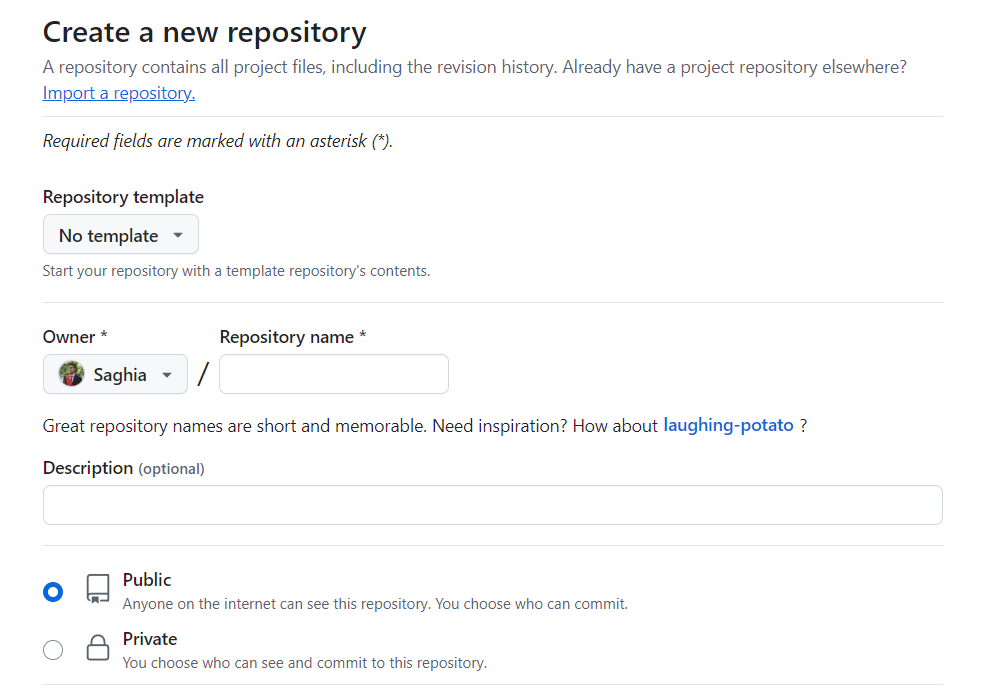 Create a new repository
A repository contains all project files, including the revision history. Already have a project repository elsewhere?
Import a repository.
Required fields are marked with an asterisk (*).
Repository template
No template
Start your repository with a template repository's contents.
Owner * Repository name *
Saghia /
Great repository names are short and memorable. Need inspiration? How about laughing-potato ?
Description (optional)
Public
Anyone on the internet can see this repository. You choose who can commit.
Private
You choose who can see and commit to this repository.